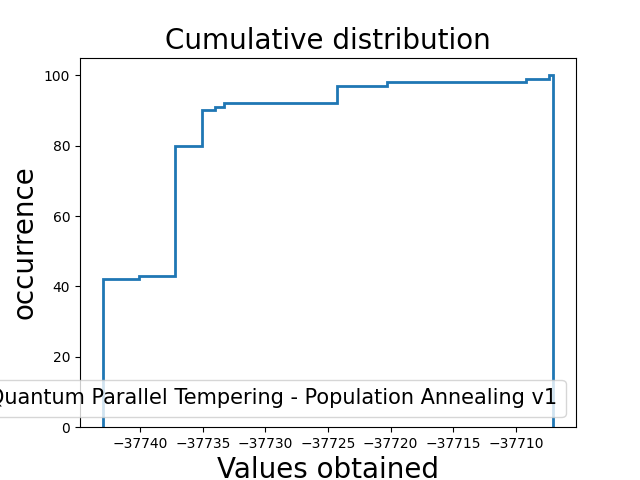 Cumulative distribution
100
80
60
40
20
0
occurrence
Quantum Parallel Tempering - Population Annealing v1
−37740 −37735 −37730 −37725 −37720 −37715 −37710
Values obtained